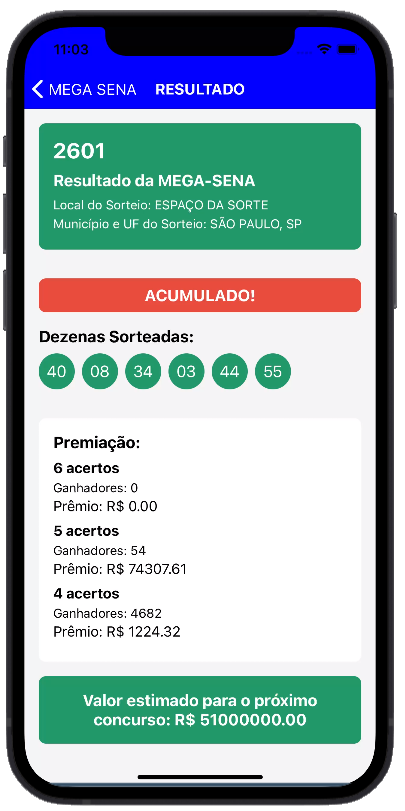 11:03
MEGA SENA RESULTADO
2601
Resultado da MEGA-SENA
Local do Sorteio: ESPAÇO DA SORTE
Município e UF do Sorteio: SÃO PAULO, SP
ACUMULADO!
Dezenas Sorteadas:
40 08 34 03 44 55
Premiação:
6 acertos
Ganhadores: 0
Prêmio: R$ 0.00
5 acertos
Ganhadores: 54
Prêmio: R$ 74307.61
4 acertos
Ganhadores: 4682
Prêmio: R$ 1224.32
Valor estimado para o próximo
concurso: R$ 51000000.00